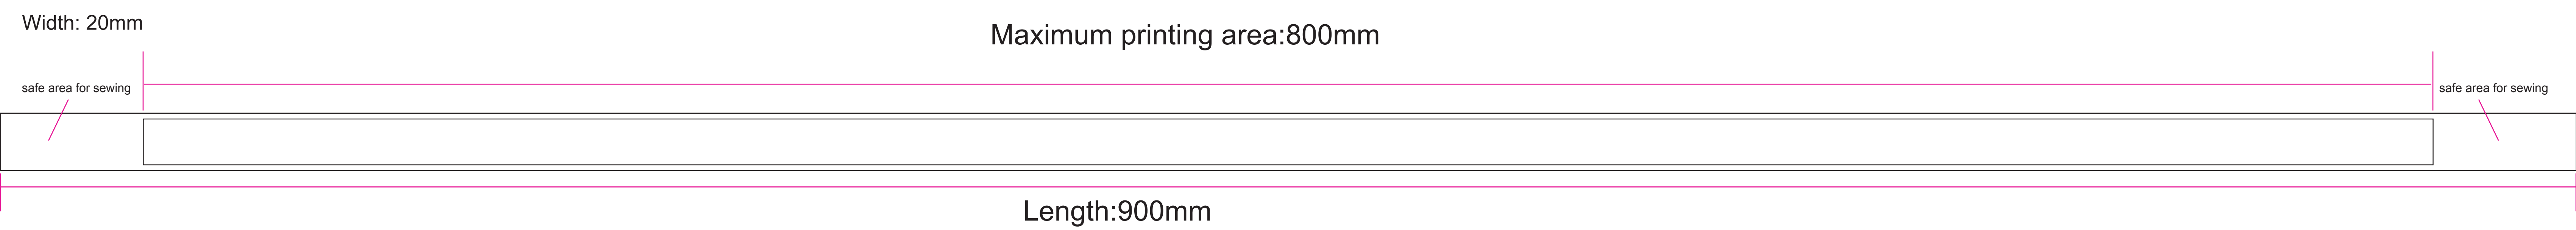 Width: 20mm
Maximum printing area:800mm
safe area for sewing
safe area for sewing
Length:900mm